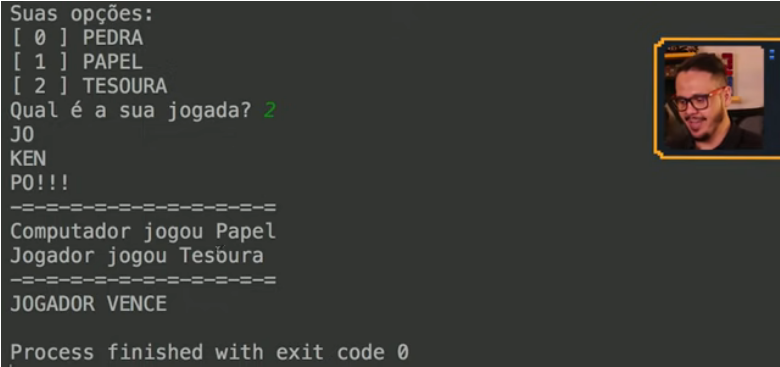 Suas opções:
[ 0 ] PEDRA
[ 1 ] PAPEL
[ 2 ] TESOURA
Qual é a sua jogada? 2
JO
KEN
PO!!!
-=-=-=-=-=-=-=-=-=-=-=
Computador jogou Papel
Jogador jogou Tesoura
-=-=-=-=-=-=-=-=-=-=-=
JOGADOR VENCE
Process finished with exit code 0